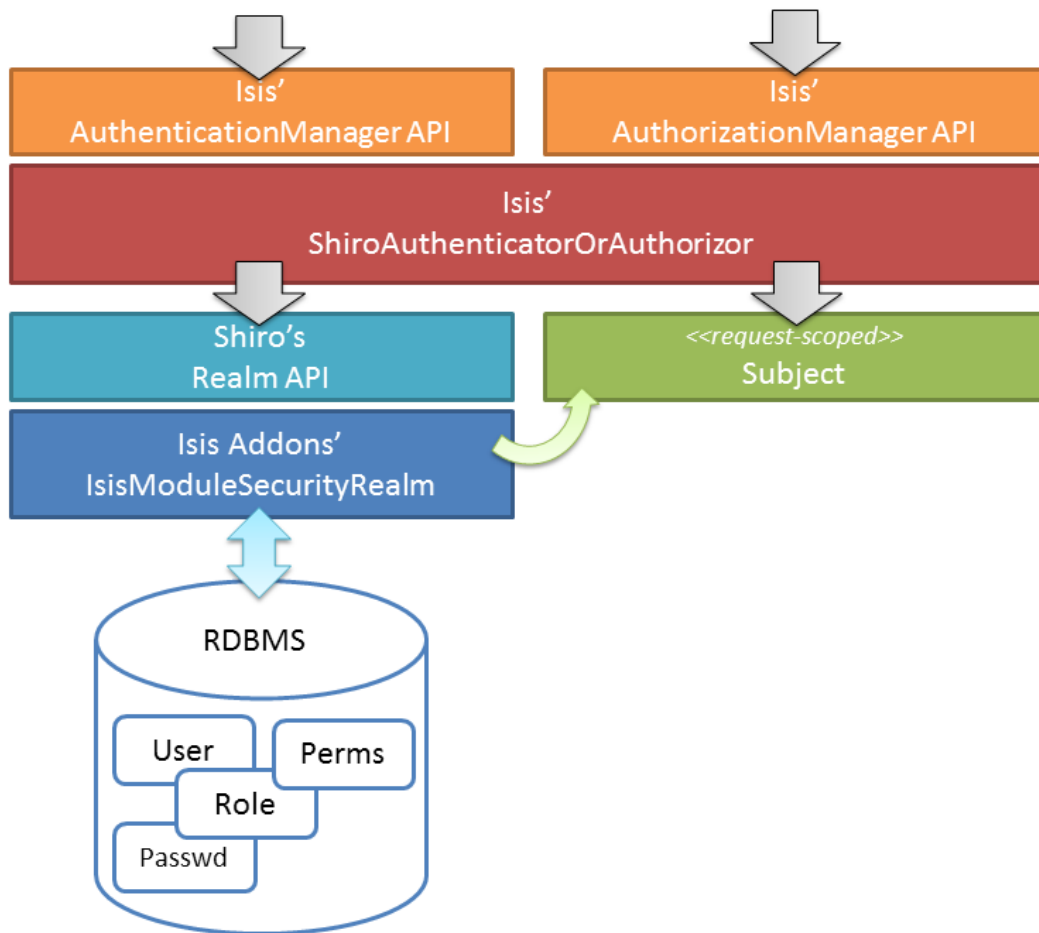 Isis’
AuthenticationManager API
Isis’
AuthorizationManager API
Isis’
ShiroAuthenticatorOrAuthorizor
Shiro’s
Realm API
<<request-scoped>>
Subject
Isis Addons’
IsisModuleSecurityRealm
RDBMS
User
Perms
Role
Passwd